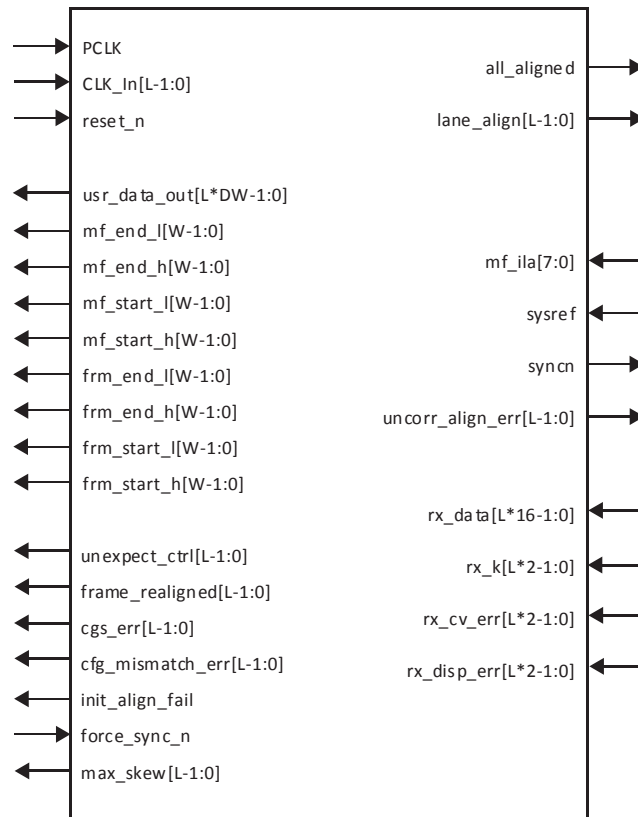 PCLK
CLK_In[L-1:0]
reset_n
usr_data_out[L*DW-1:0]
mf_end_l[W-1:0]
mf_end_h[W-1:0]
mf_start_l[W-1:0]
mf_start_h[W-1:0]
frm_end_l[W-1:0]
frm_end_h[W-1:0]
frm_start_l[W-1:0]
frm_start_h[W-1:0]
unexpect_ctrl[L-1:0]
frame_realigned[L-1:0]
cgs_err[L-1:0]
cfg_mismatch_err[L-1:0]
init_align_fail
force_sync_n
max_skew[L-1:0]
all_aligned
lane_align[L-1:0]
mf_ila[7:0]
sysref
syncn
uncorr_align_err[L-1:0]
rx_data[L*16-1:0]
rx_k[L*2-1:0]
rx_cv_err[L*2-1:0]
rx_disp_err[L*2-1:0]